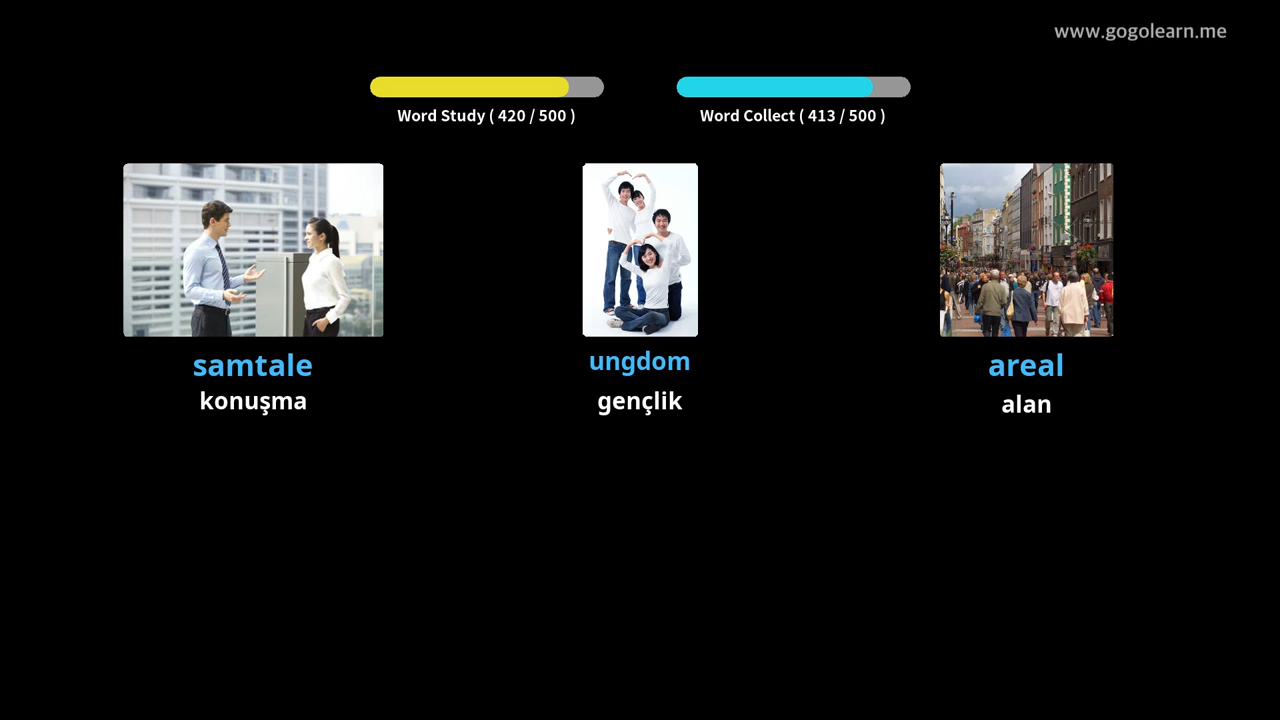 www.gogolearn.me
Word Study ( 420 / 500 )
Word Collect ( 413 / 500 )
samtale
konuşma
ungdom
gençlik
areal
alan